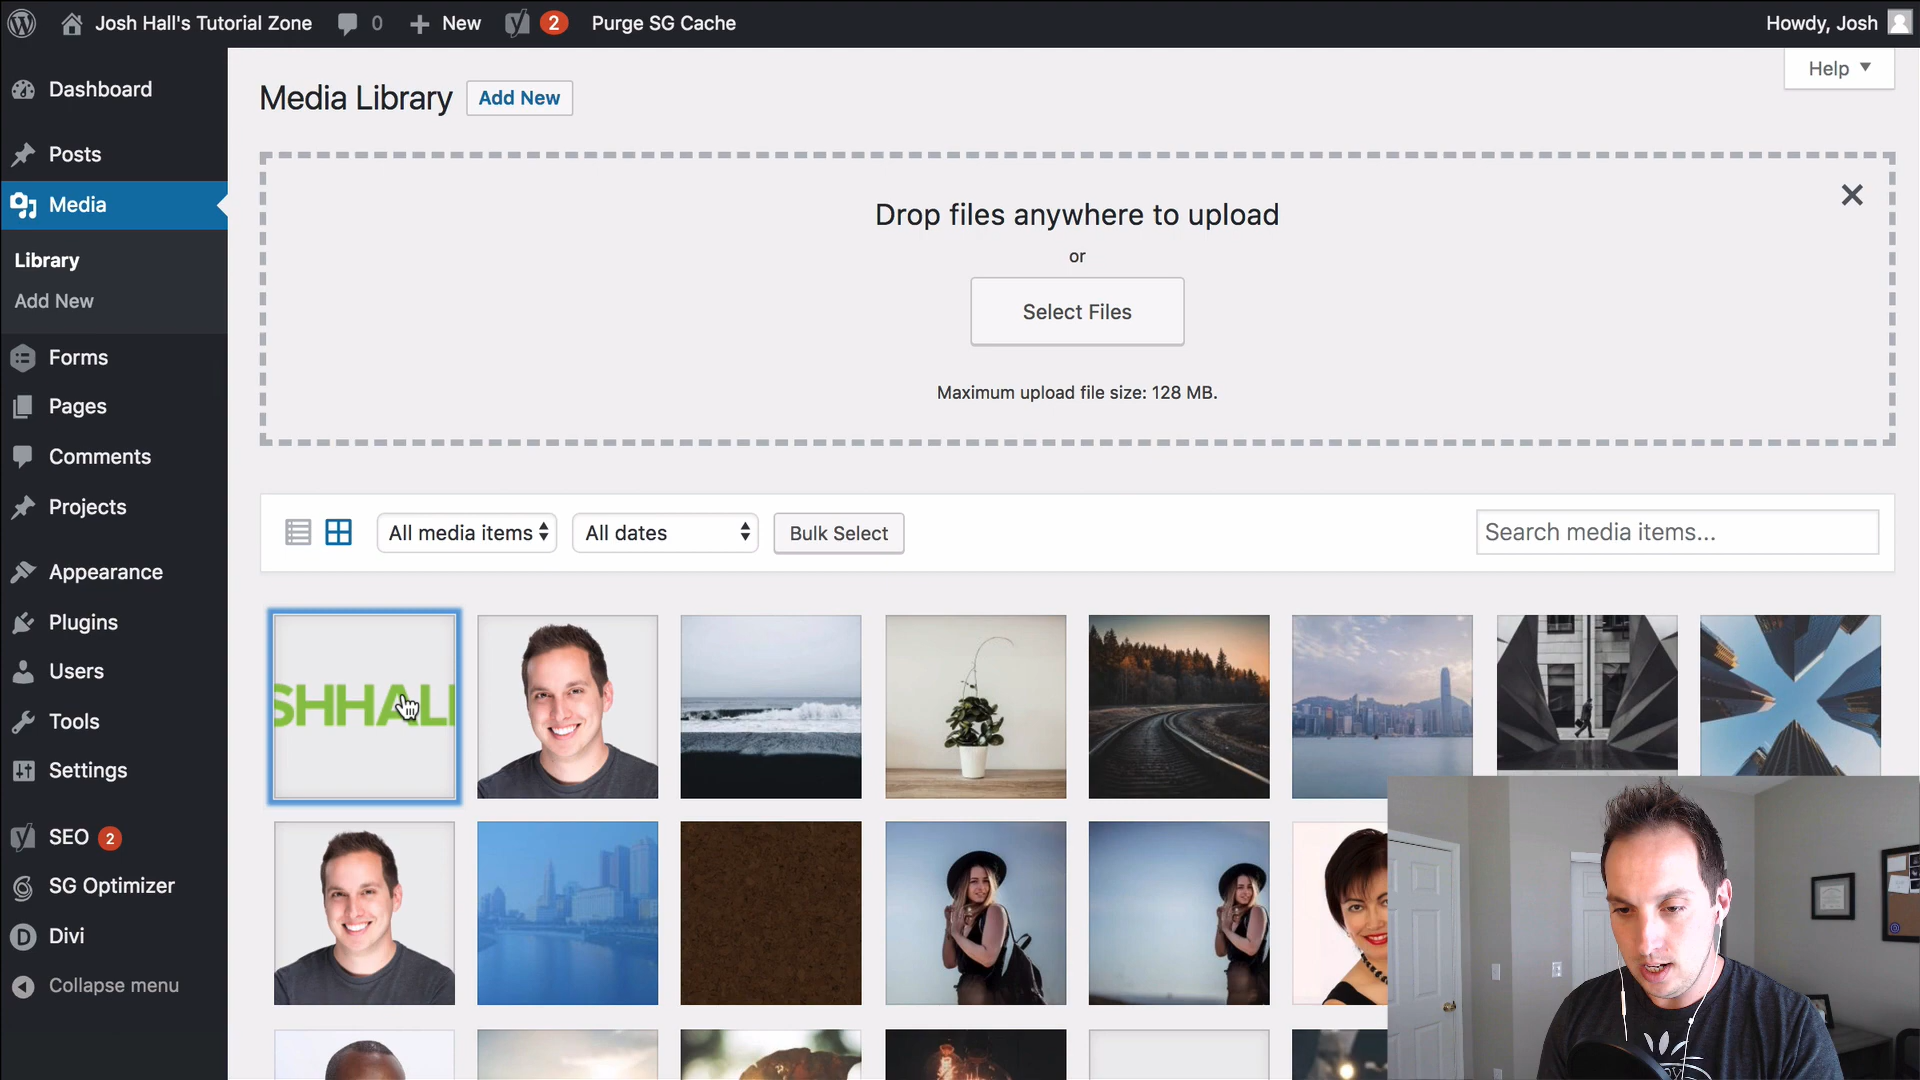 Josh Hall's Tutorial Zone 0 New 2 Purge SG Cache Howdy, Josh
Help
Dashboard
Posts
Media
Library
Add New
Forms
Pages
Comments
Projects
Appearance
Plugins
Users
Tools
Settings
SEO 2
SG Optimizer
Divi
Collapse menu
Media Library Add New
Drop files anywhere to upload
or
Select Files
Maximum upload file size: 128 MB.
All media items All dates Bulk Select Search media items...
SHHALL